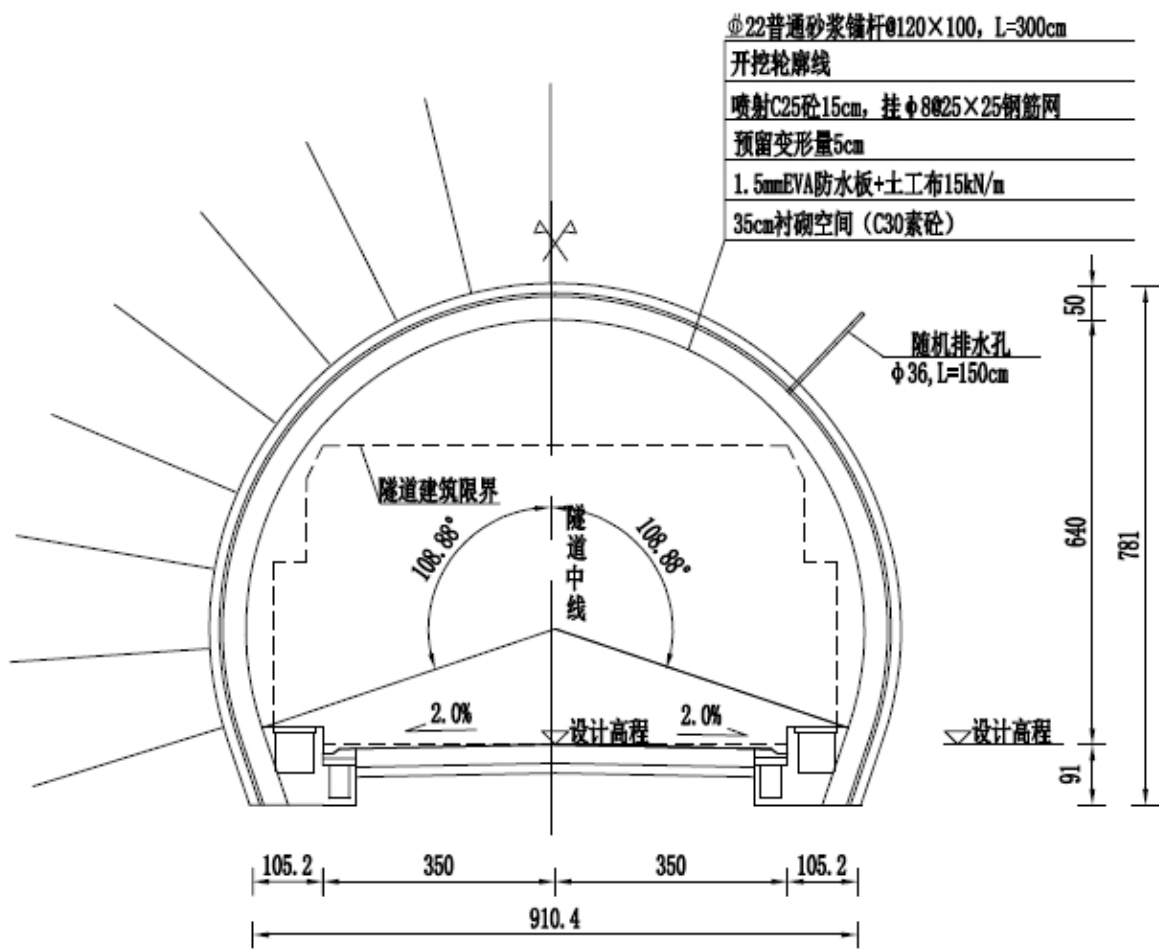 ф22普通砂浆锚杆@120×100, L=300cm
开挖轮廓线
喷射C25砼15cm, 挂ф8@25×25钢筋网
预留变形量5cm
1.5mmEVA防水板+土工布15kN/m
35cm衬砌空间（C30素砼）
50
随机排水孔
ф36,L=150cm
隧道建筑限界
108.88°
隧道中线
108.88°
640
781
2.0%
设计高程
2.0%
设计高程
91
105.2
350
350
105.2
910.4